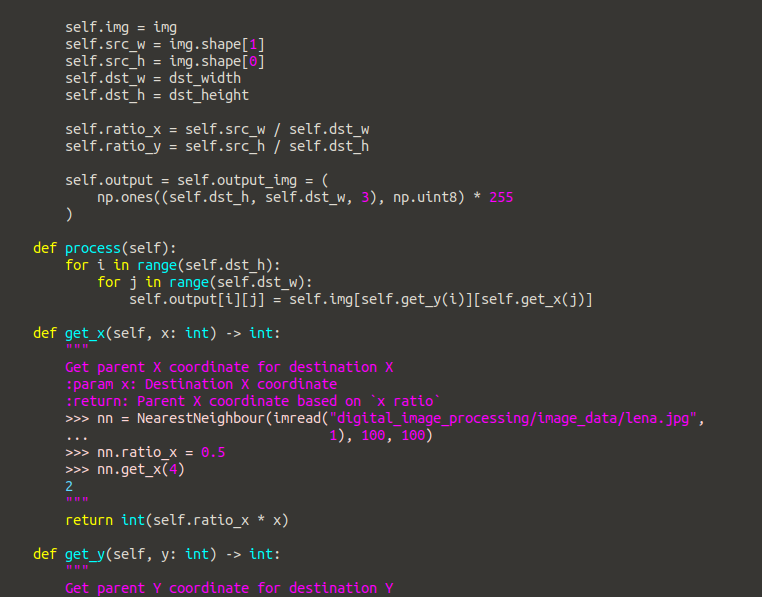 self.img = img
self.src_w = img.shape[1]
self.src_h = img.shape[0]
self.dst_w = dst_width
self.dst_h = dst_height
self.ratio_x = self.src_w / self.dst_w
self.ratio_y = self.src_h / self.dst_h
self.output = self.output_img = (
np.ones((self.dst_h, self.dst_w, 3), np.uint8) * 255
)
def process(self):
for i in range(self.dst_h):
for j in range(self.dst_w):
self.output[i][j] = self.img[self.get_y(i)][self.get_x(j)]
def get_x(self, x: int) -> int:
"""
Get parent X coordinate for destination X
:param x: Destination X coordinate
:return: Parent X coordinate based on `x ratio`
>>> nn = NearestNeighbour(imread("digital_image_processing/image_data/lena.jpg",
... 1), 100, 100)
>>> nn.ratio_x = 0.5
>>> nn.get_x(4)
2
"""
return int(self.ratio_x * x)
def get_y(self, y: int) -> int:
"""
Get parent Y coordinate for destination Y